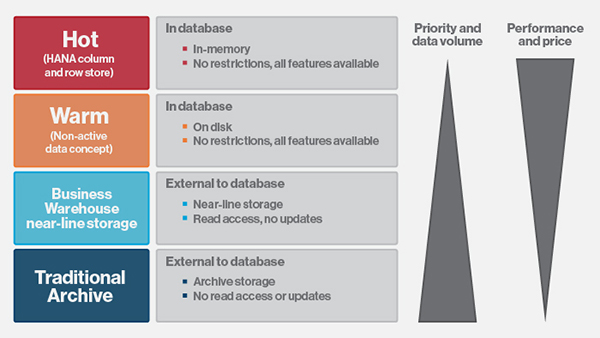 Hot
(HANA column
and row store)
In database
In-memory
No restrictions, all features available
Warm
(Non-active
data concept)
In database
On disk
No restrictions, all features available
Business
Warehouse
near-line storage
External to database
Near-line storage
Read access, no updates
Traditional
Archive
External to database
Archive storage
No read access or updates
Priority and
data volume
Performance
and price